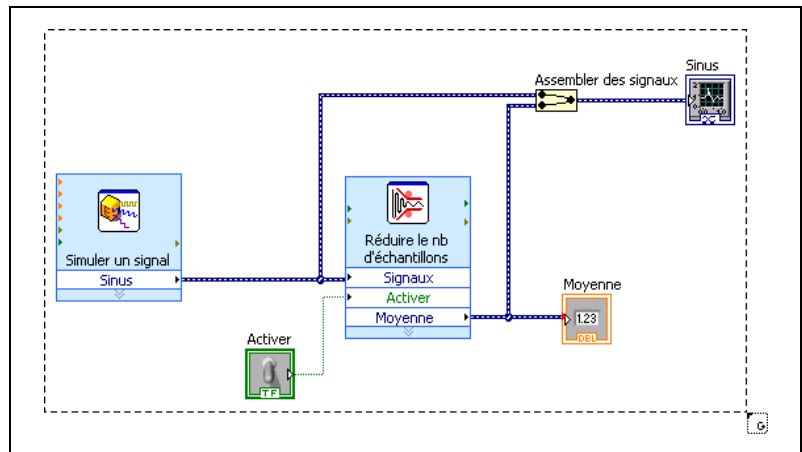 Sinus
Assembler des signaux
Simuler un signal
Sinus
Réduire le nb
d'échantillons
Signaux
Activer
Moyenne
Moyenne
1.23
DBL
Activer
TF